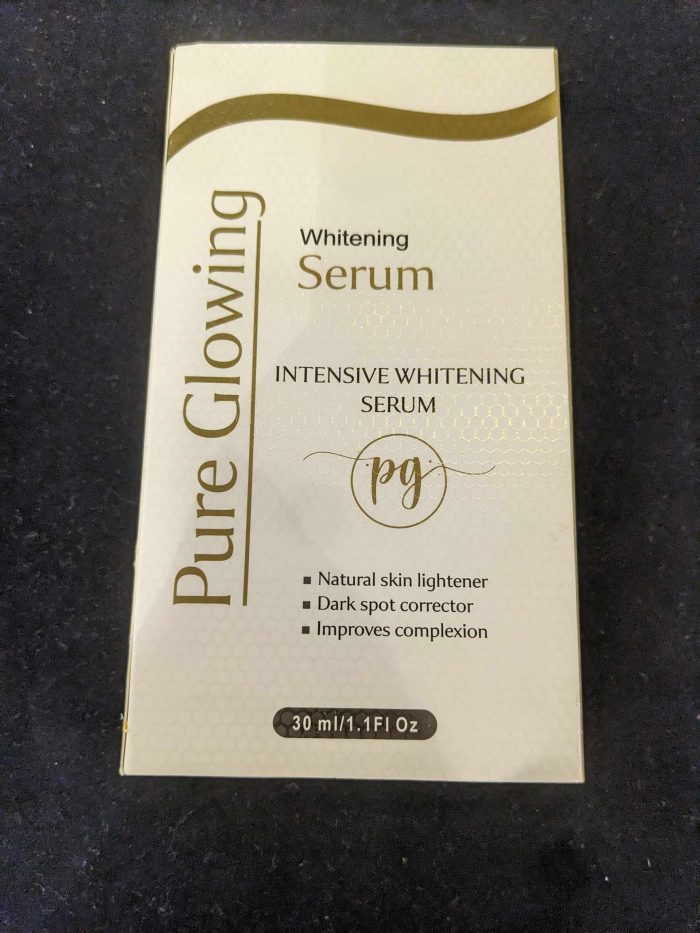 Pure Glowing
Whitening
Serum
INTENSIVE WHITENING
SERUM
pg
Natural skin lightener
Dark spot corrector
Improves complexion
30 ml/1.1Fl Oz